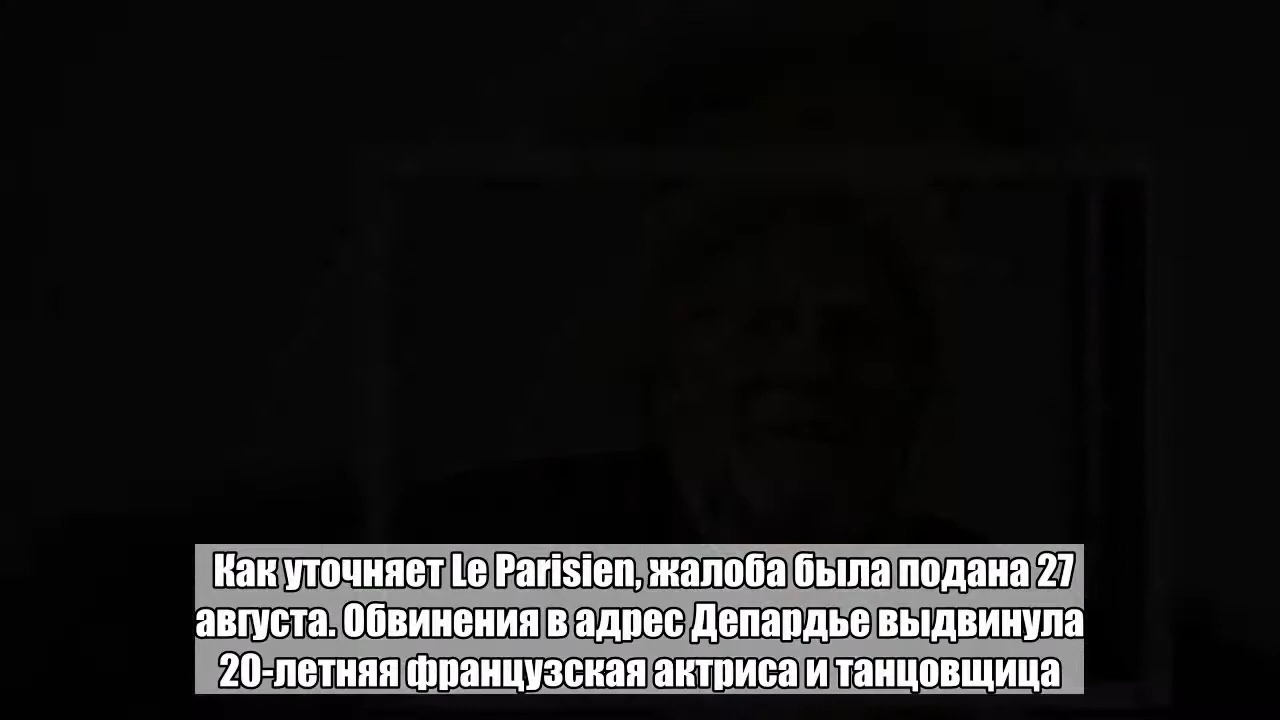 Как уточняет Le Parisien, жалоба была подана 27
августа. Обвинения в адрес Депардье выдвинула
20-летняя французская актриса и танцовщица